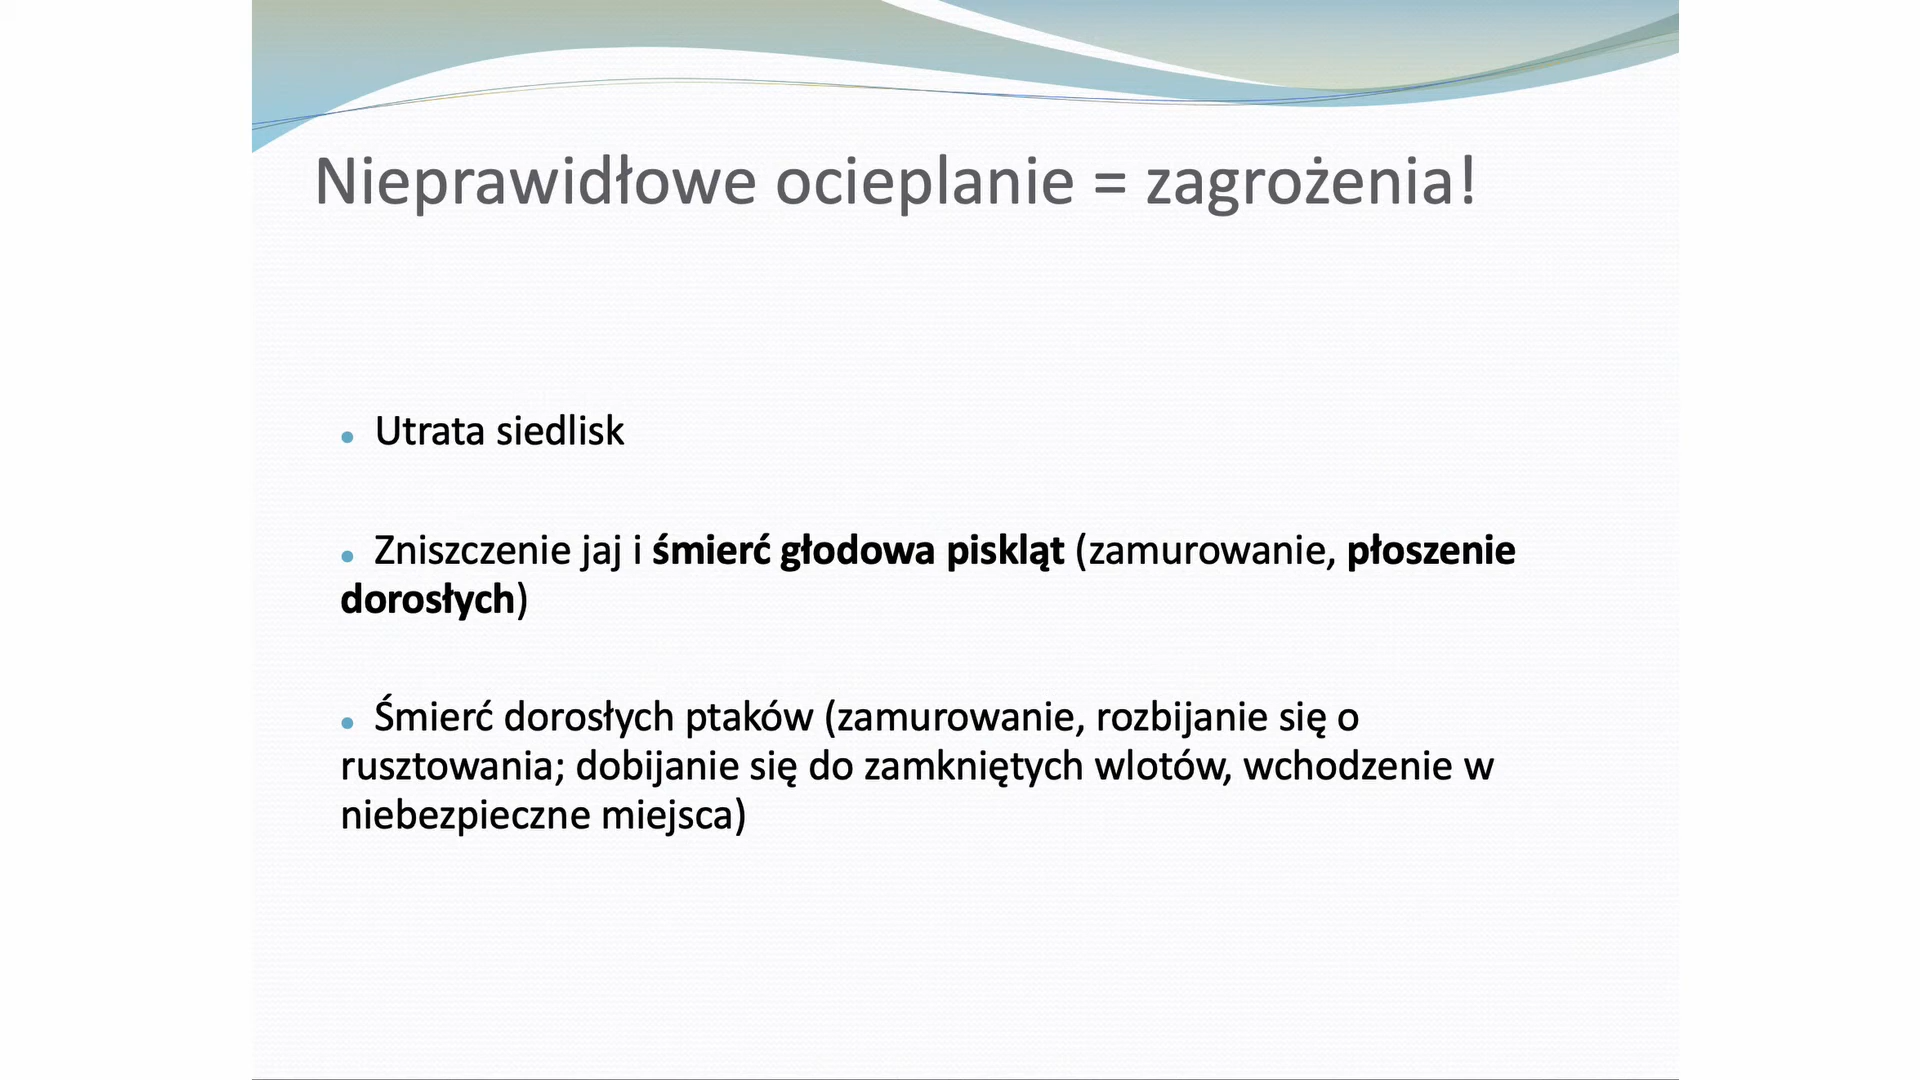 Nieprawidłowe ocieplanie = zagrożenia!
• Utrata siedlisk
• Zniszczenie jaj i śmierć głodowa piskląt (zamurowanie, płoszenie
dorosłych)
• Śmierć dorosłych ptaków (zamurowanie, rozbijanie się o
rusztowania; dobijanie się do zamkniętych wlotów, wchodzenie w
niebezpieczne miejsca)